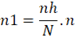 n1 = nh/N . n